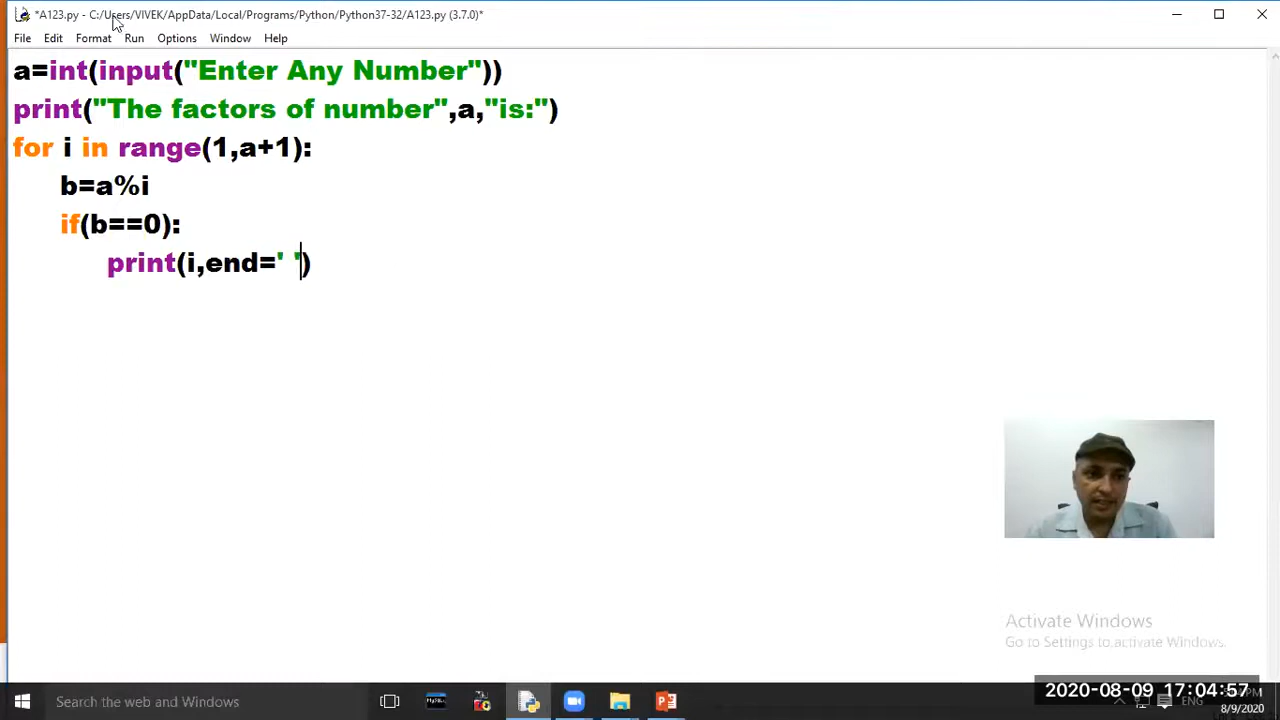 *A123.py - C:/Users/VIVEK/AppData/Local/Programs/Python/Python37-32/A123.py (3.7.0)*
File Edit Format Run Options Window Help
a=int(input("Enter Any Number"))
print("The factors of number",a,"is:")
for i in range(1,a+1):
    b=a%i
    if(b==0):
        print(i,end=' ')
Activate Windows
Go to Settings to activate Windows.
Search the web and Windows
MySQL
2020-08-09 17:04:57
PM
ENG
8/9/2020